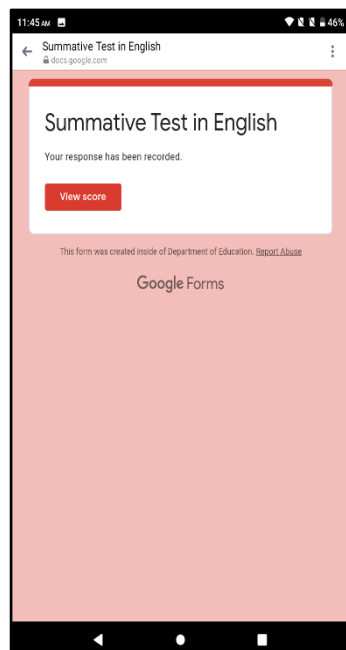 11:45 AM
46%
Summative Test in English
docs.google.com
Summative Test in English
Your response has been recorded.
View score
This form was created inside of Department of Education. Report Abuse
Google Forms